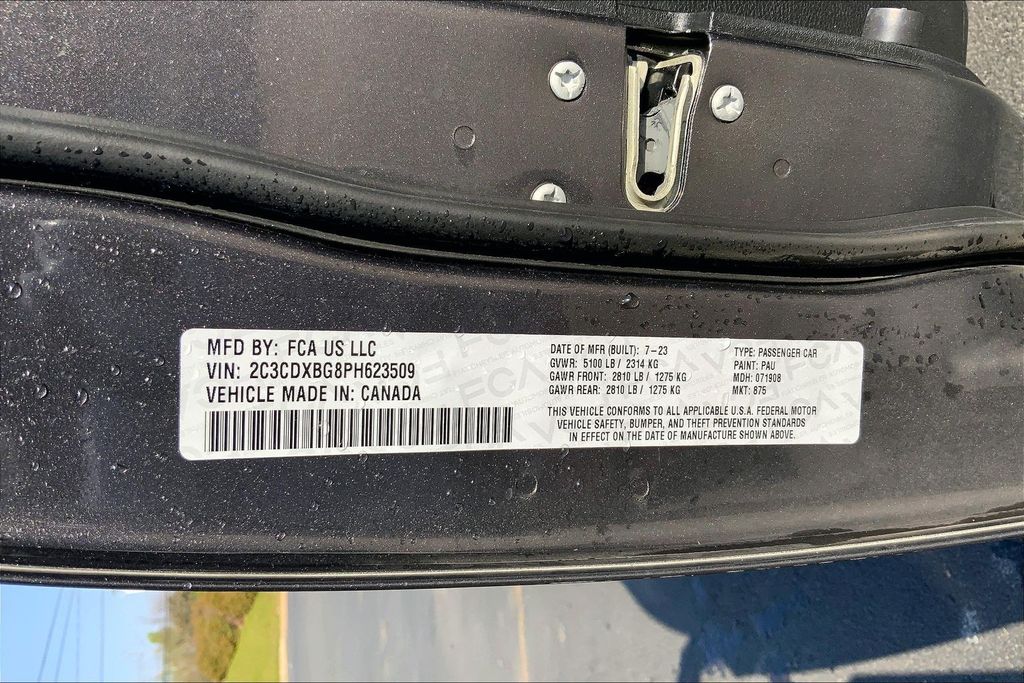 MFD BY: FCA US LLC
VIN: 2C3CDXBG8PH623509
VEHICLE MADE IN: CANADA
DATE OF MFR (BUILT): 7-23
GVWR: 5100 LB / 2314 KG
GAWR FRONT: 2810 LB / 1275 KG
GAWR REAR: 2810 LB / 1275 KG
TYPE: PASSENGER CAR
PAINT: PAU
MDH: 071908
MKT: 875
THIS VEHICLE CONFORMS TO ALL APPLICABLE U.S.A. FEDERAL MOTOR
VEHICLE SAFETY, BUMPER, AND THEFT PREVENTION STANDARDS
IN EFFECT ON THE DATE OF MANUFACTURE SHOWN ABOVE.